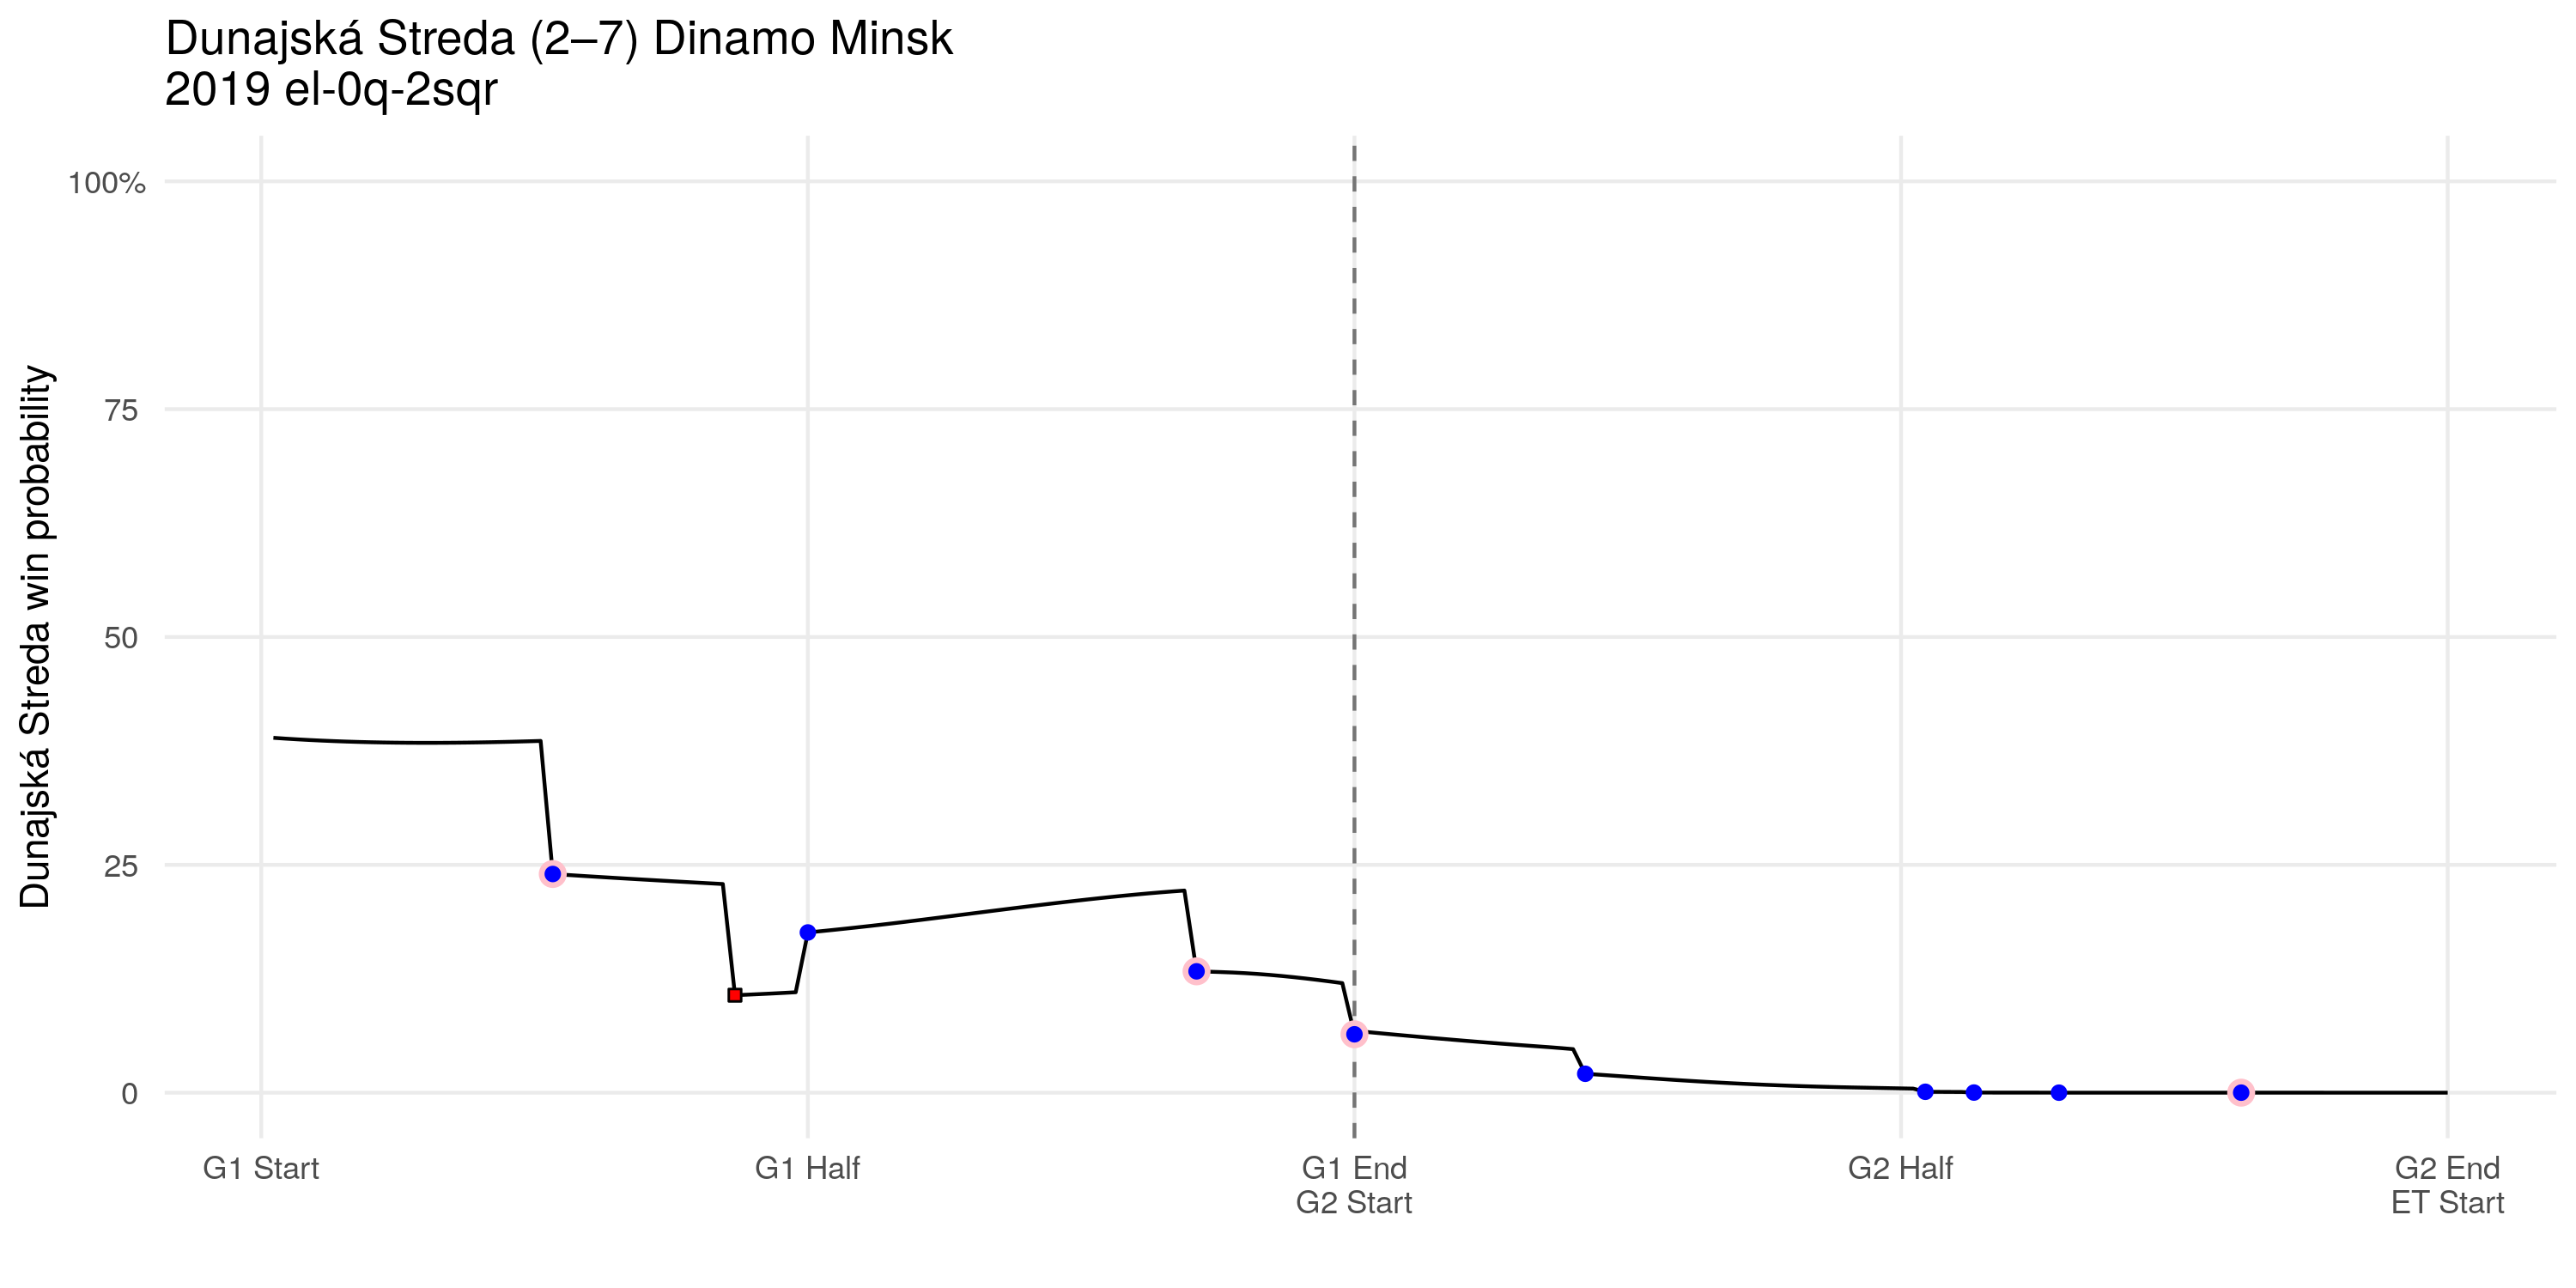 Dunajská Streda (2–7) Dinamo Minsk
2019 el-0q-2sqr
Dunajská Streda win probability
100%
75
50
25
0
G1 Start
G1 Half
G1 End
G2 Start
G2 Half
G2 End
ET Start